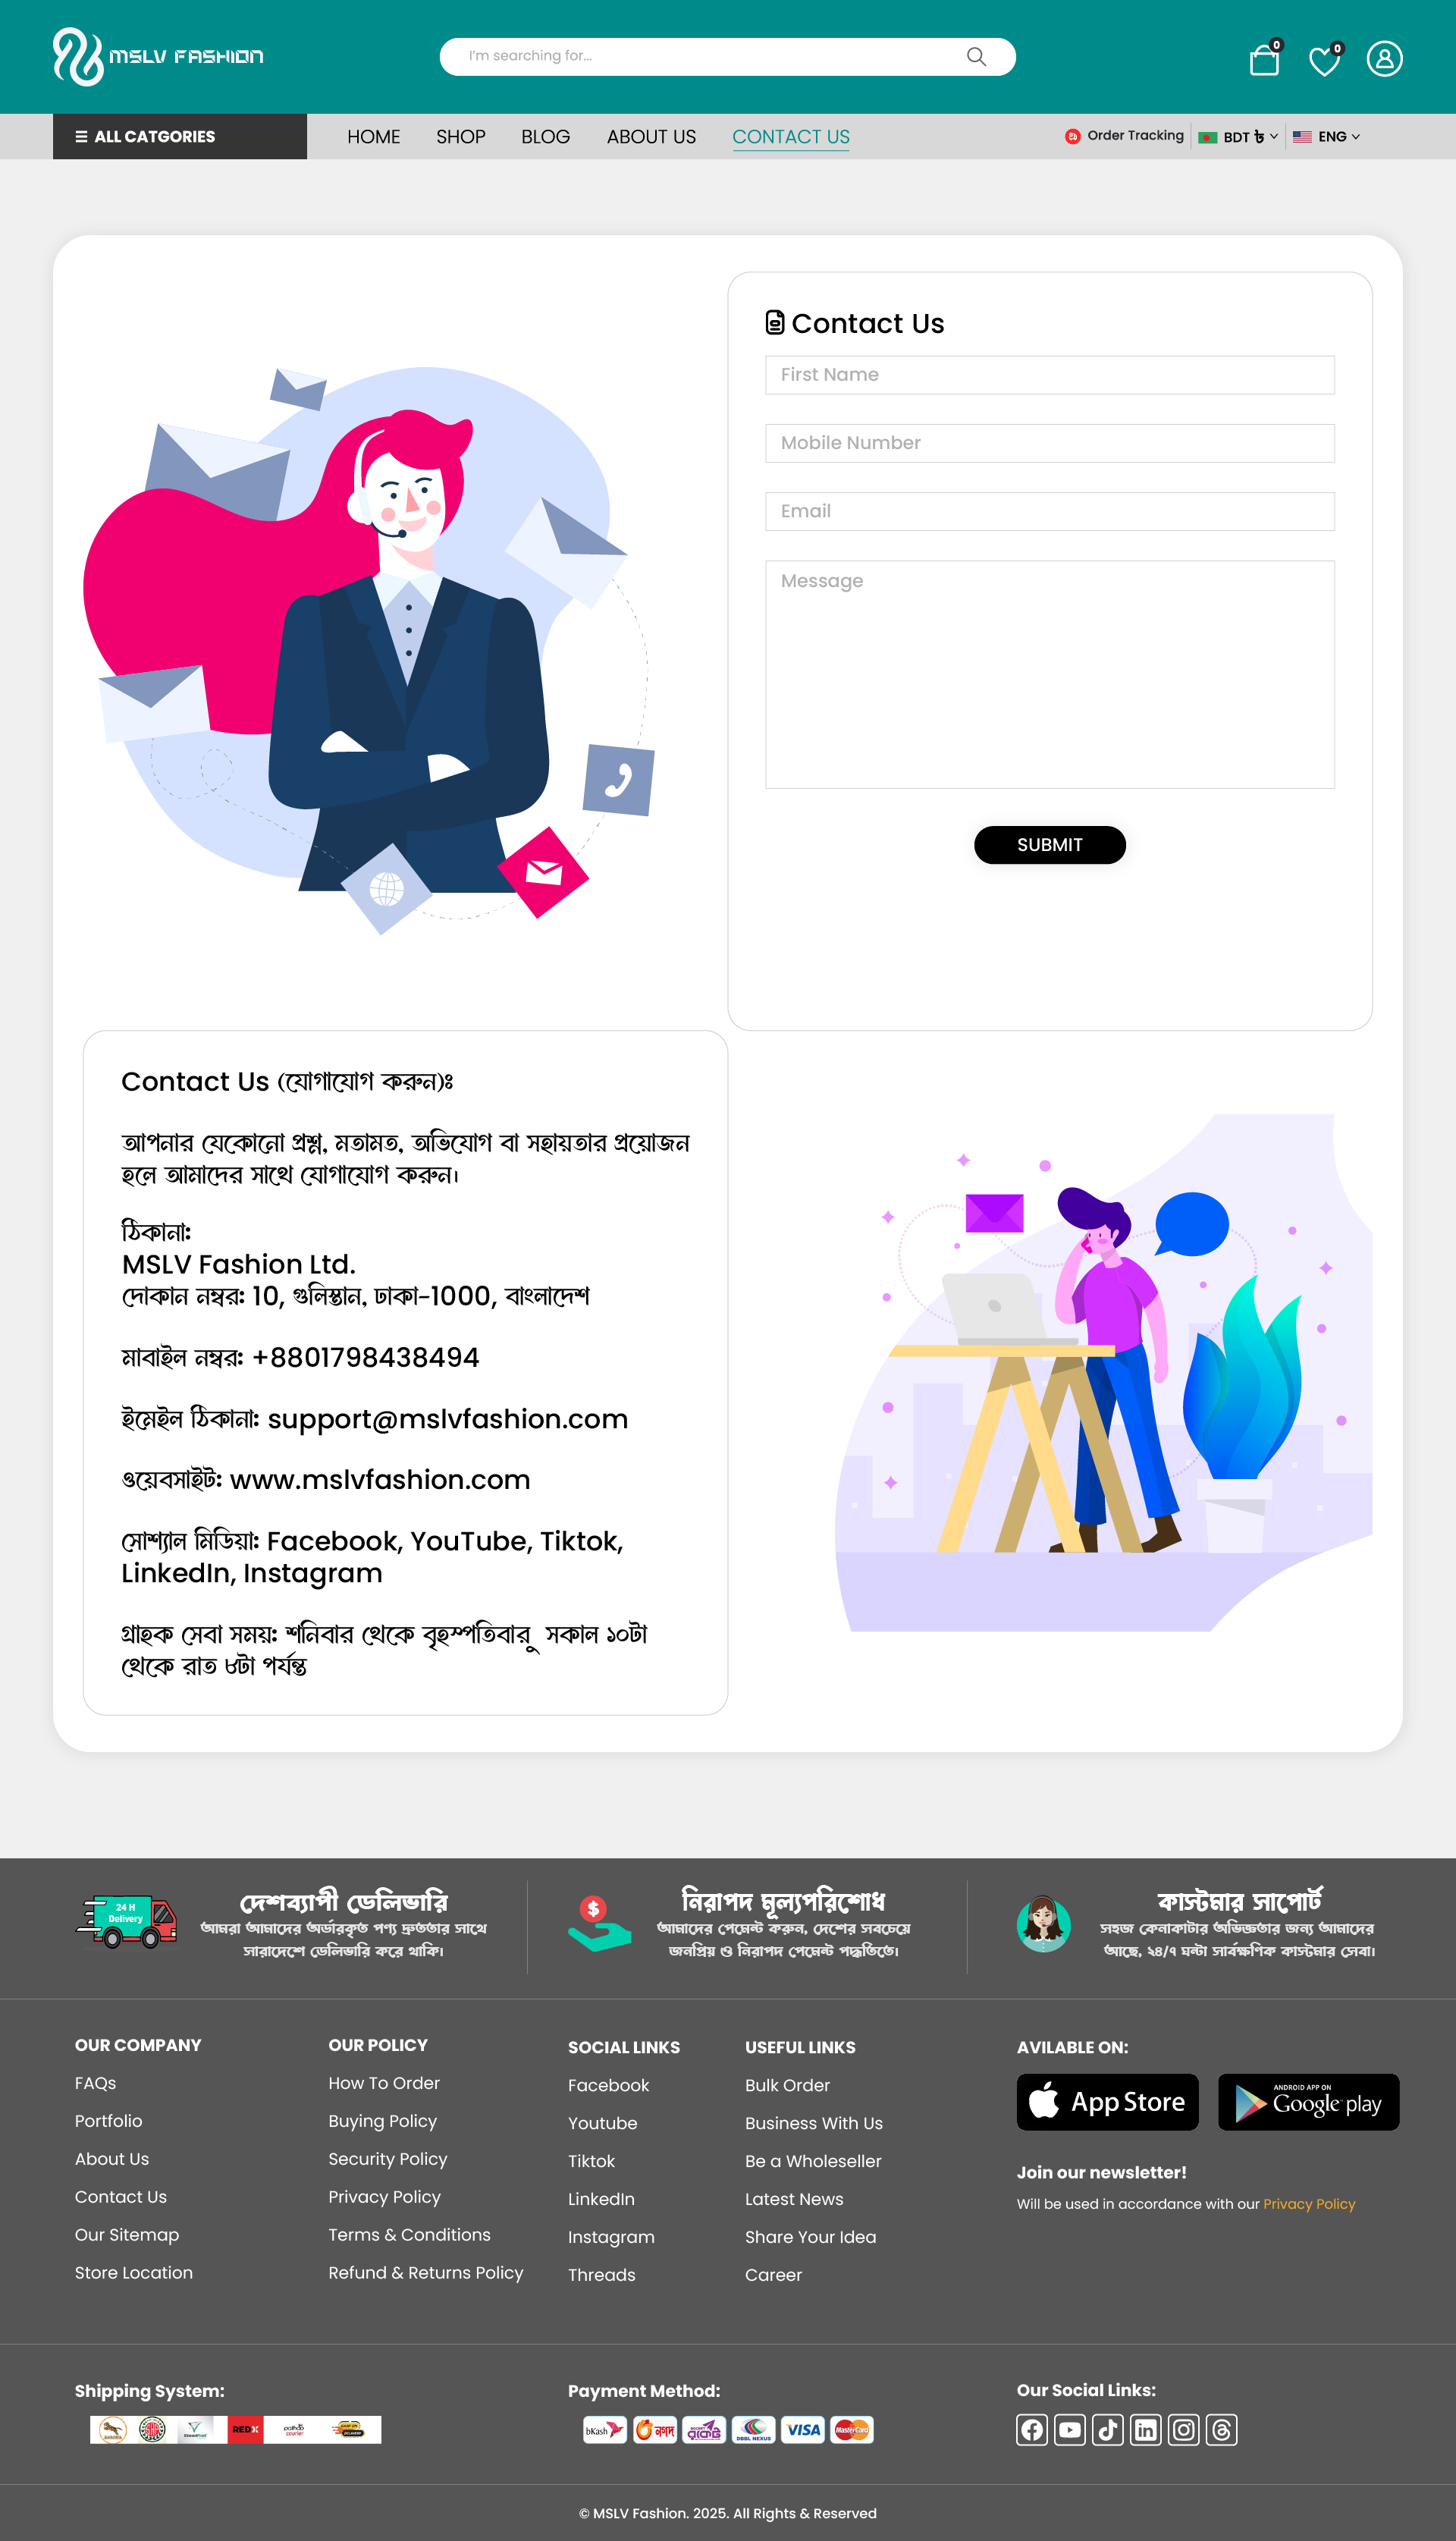 MSLV FASHION
I'm searching for...
0
0
ALL CATGORIES
HOME
SHOP
BLOG
ABOUT US
CONTACT US
Order Tracking
BDT ৳
ENG
Contact Us
First Name
Mobile Number
Email
Message
SUBMIT
Contact Us (যোগাযোগ করুন)ঃ
আপনার যেকোনো প্রশ্ন, মতামত, অভিযোগ বা সহায়তার প্রয়োজন
হলে আমাদের সাথে যোগাযোগ করুন।
ঠিকানা:
MSLV Fashion Ltd.
দোকান নম্বর: 10, গুলিস্তান, ঢাকা-1000, বাংলাদেশ
মাবাইল নম্বর: +8801798438494
ইমেইল ঠিকানা: support@mslvfashion.com
ওয়েবসাইট: www.mslvfashion.com
সোশ্যাল মিডিয়া: Facebook, YouTube, Tiktok,
LinkedIn, Instagram
গ্রাহক সেবা সময়: শনিবার থেকে বৃহস্পতিবার ু সকাল ১০টা
থেকে রাত ৮টা পর্যন্ত
24 H
Delivery
দেশব্যাপী ডেলিভারি
আমরা আমাদের অর্ডাররকৃত পণ্য দ্রুততার সাথে
সারাদেশে ডেলিভারি করে থাকি।
$
নিরাপদ মূল্যপরিশোধ
আমাদের পেমেন্ট করুন, দেশের সবচেয়ে
জনপ্রিয় ও নিরাপদ পেমেন্ট পদ্ধতিতে।
কাস্টমার সাপোর্ট
সহজ কেনাকাটার অভিজ্ঞতার জন্য আমাদের
আছে, ২৪/৭ ঘন্টা সার্বক্ষণিক কাস্টমার সেবা।
OUR COMPANY
FAQs
Portfolio
About Us
Contact Us
Our Sitemap
Store Location
OUR POLICY
How To Order
Buying Policy
Security Policy
Privacy Policy
Terms & Conditions
Refund & Returns Policy
SOCIAL LINKS
Facebook
Youtube
Tiktok
LinkedIn
Instagram
Threads
USEFUL LINKS
Bulk Order
Business With Us
Be a Wholeseller
Latest News
Share Your Idea
Career
AVILABLE ON:
App Store
ANDROID APP ON
Google play
Join our newsletter!
Will be used in accordance with our Privacy Policy
Shipping System:
REDX
Payment Method:
bKash
নগদ
রকেট
DBBL NEXUS
VISA
MasterCard
Our Social Links:
© MSLV Fashion. 2025. All Rights & Reserved